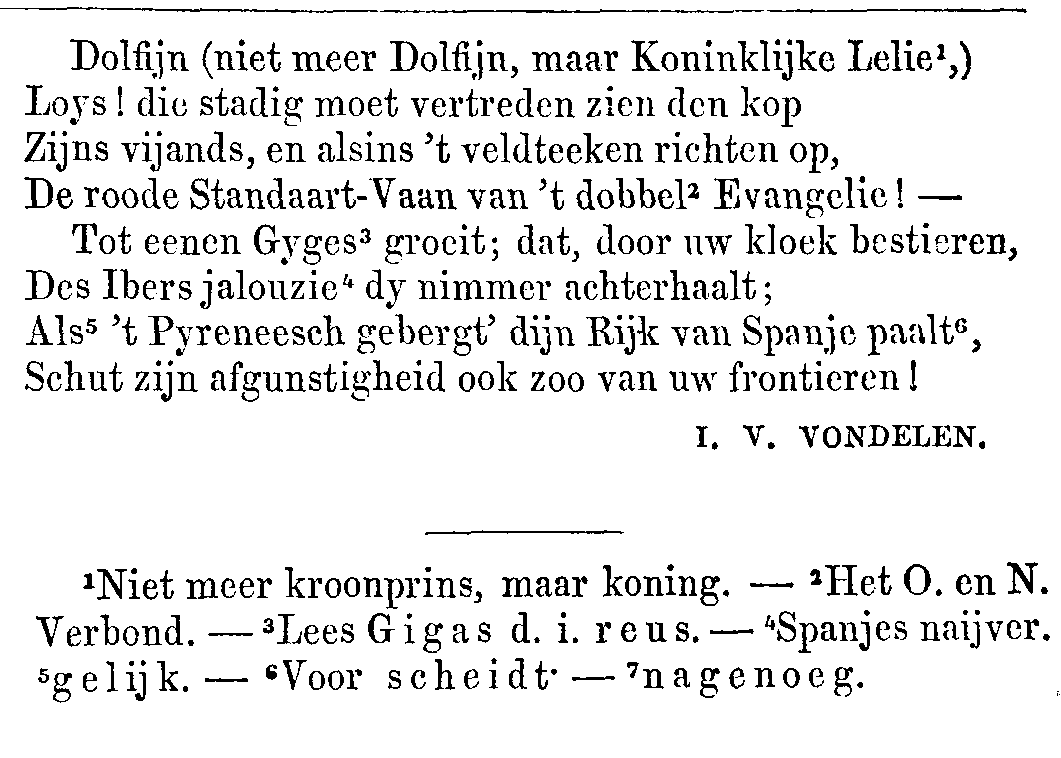 Dolfijn (niet meer Dolfijn, maar Koninklijke Lelie¹,)
Loys! die stadig moet vertreden zien den kop
Zijns vijands, en alsins 't veldteeken richten op,
De roode Standaart-Vaan van 't dobbel² Evangelie! —
Tot eenen Gyges³ groeit; dat, door uw kloek bestieren,
Des Ibers jalouzie⁴ dy nimmer achterhaalt;
Als⁵ 't Pyreneesch gebergt' dijn Rijk van Spanje paalt⁶,
Schut zijn afgunstigheid ook zoo van uw frontieren!
I. V. VONDELEN.
¹Niet meer kroonprins, maar koning. — ²Het O. en N.
Verbond. — ³Lees Gigas d. i. reus. — ⁴Spanjes naijver.
⁵gelijk. — ⁶Voor scheidt· — ⁷nagenoeg.